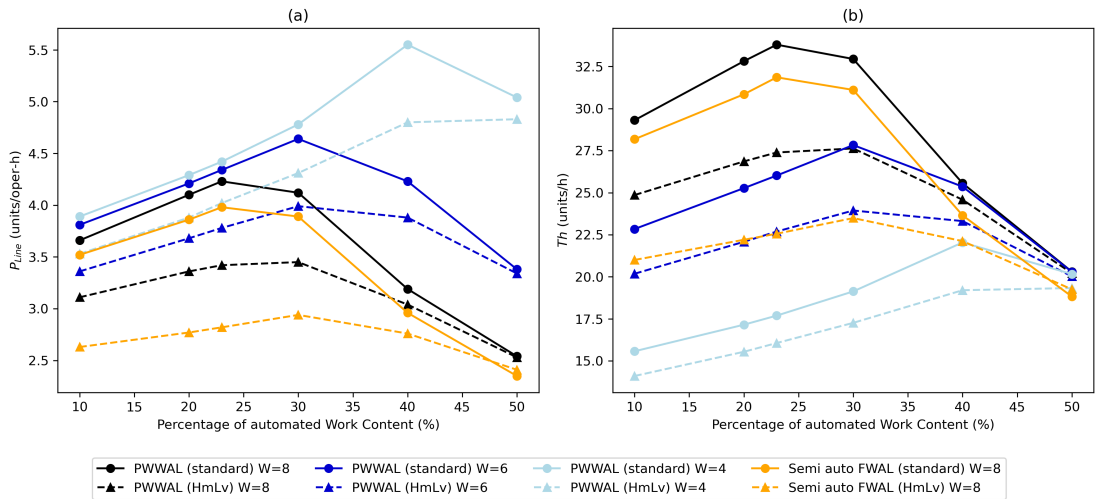 (a)
(b)
P_Line (units/oper-h)
5.5
5.0
4.5
4.0
3.5
3.0
2.5
10 15 20 25 30 35 40 45 50
Percentage of automated Work Content (%)
Th (units/h)
32.5
30.0
27.5
25.0
22.5
20.0
17.5
15.0
10 15 20 25 30 35 40 45 50
Percentage of automated Work Content (%)
PWWAL (standard) W=8 PWWAL (standard) W=6 PWWAL (standard) W=4 Semi auto FWAL (standard) W=8
PWWAL (HmLv) W=8 PWWAL (HmLv) W=6 PWWAL (HmLv) W=4 Semi auto FWAL (HmLv) W=8